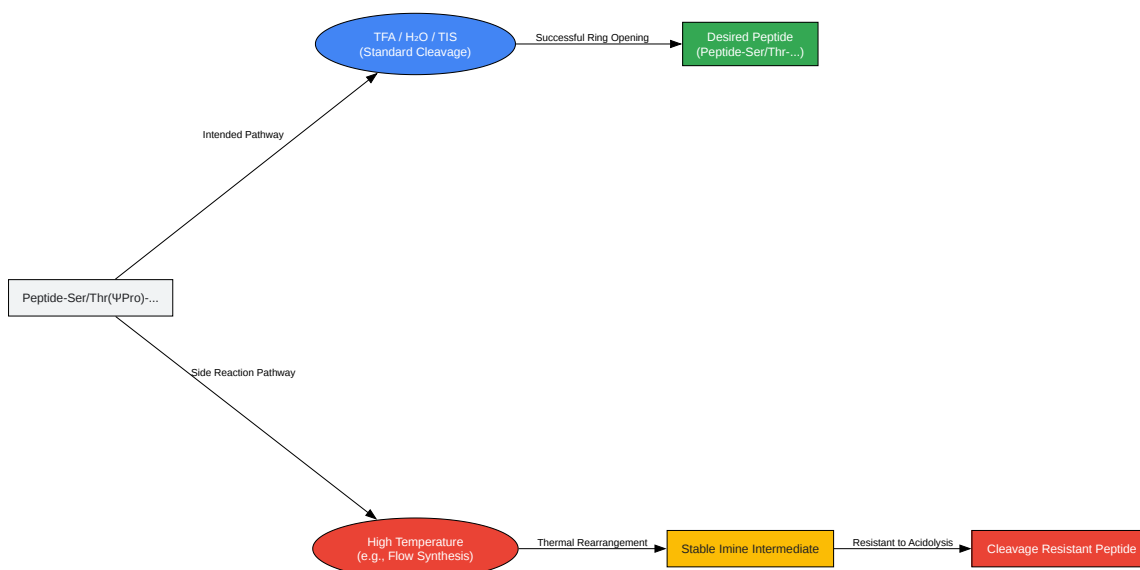 TFA / H₂O / TIS
(Standard Cleavage)
Successful Ring Opening
Desired Peptide
(Peptide-Ser/Thr-...)
Intended Pathway
Peptide-Ser/Thr(ΨPro)-...
Side Reaction Pathway
High Temperature
(e.g., Flow Synthesis)
Thermal Rearrangement
Stable Imine Intermediate
Resistant to Acidolysis
Cleavage Resistant Peptide